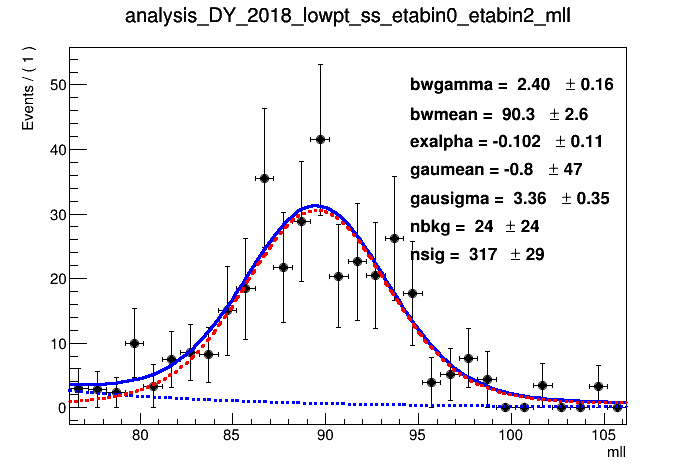 analysis_DY_2018_lowpt_ss_etabin0_etabin2_mll
Events / ( 1 )
50
40
30
20
10
0
bwgamma = 2.40 ± 0.16
bwmean = 90.3 ± 2.6
exalpha = -0.102 ± 0.11
gaumean = -0.8 ± 47
gausigma = 3.36 ± 0.35
nbkg = 24 ± 24
nsig = 317 ± 29
80 85 90 95 100 105
mll